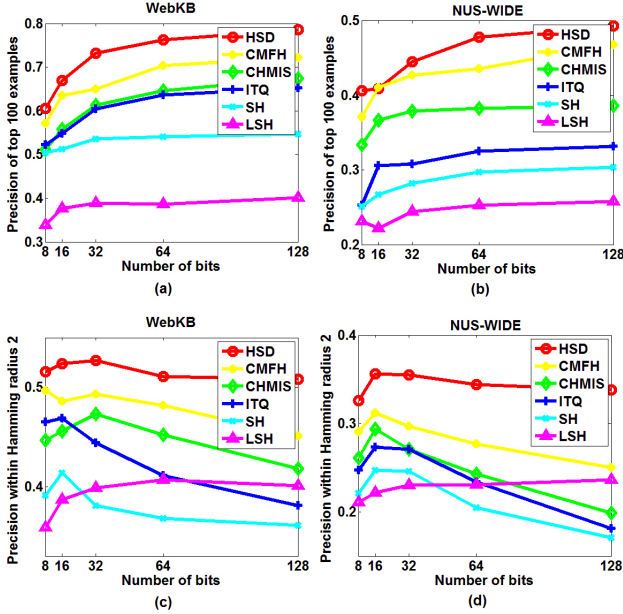 WebKB
Precision of top 100 examples
0.8
0.7
0.6
0.5
0.4
0.3
HSD
CMFH
CHMIS
ITQ
SH
LSH
8 16 32 64 128
Number of bits
(a)
NUS-WIDE
Precision of top 100 examples
0.5
0.4
0.3
0.2
HSD
CMFH
CHMIS
ITQ
SH
LSH
8 16 32 64 128
Number of bits
(b)
WebKB
Precision within Hamming radius 2
0.5
0.4
HSD
CMFH
CHMIS
ITQ
SH
LSH
8 16 32 64 128
Number of bits
(c)
NUS-WIDE
Precision within Hamming radius 2
0.4
0.3
0.2
HSD
CMFH
CHMIS
ITQ
SH
LSH
8 16 32 64 128
Number of bits
(d)